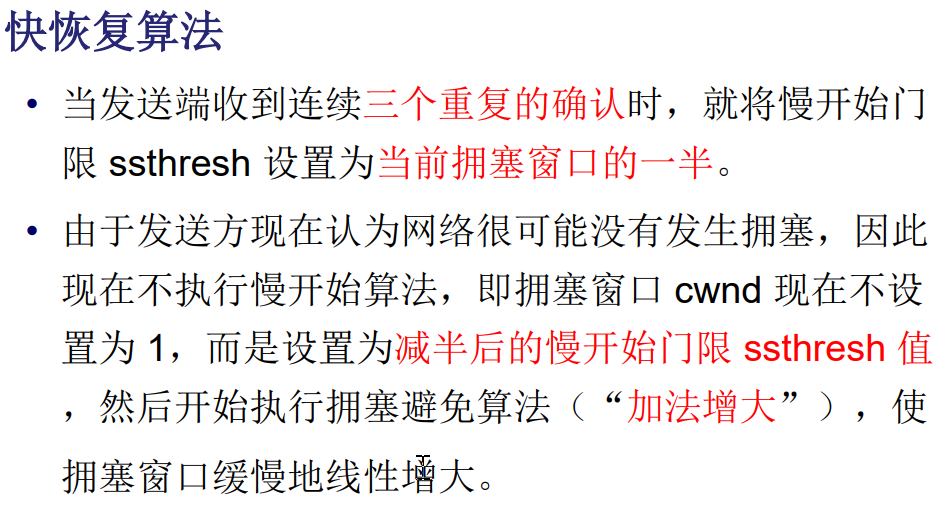 快恢复算法
• 当发送端收到连续三个重复的确认时，就将慢开始门
限 ssthresh 设置为当前拥塞窗口的一半。
• 由于发送方现在认为网络很可能没有发生拥塞，因此
现在不执行慢开始算法，即拥塞窗口 cwnd 现在不设
置为 1，而是设置为减半后的慢开始门限 ssthresh 值
，然后开始执行拥塞避免算法（“加法增大”），使
拥塞窗口缓慢地线性增大。